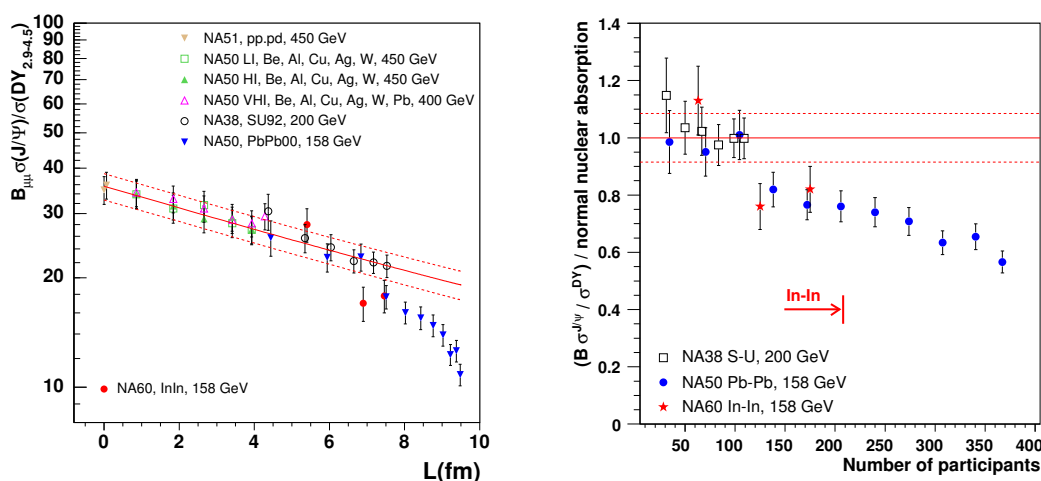 B_μμ σ(J/Ψ)/σ(DY_2.9-4.5)
100
90
80
70
60
50
40
30
20
10
NA51, pp.pd, 450 GeV
NA50 LI, Be, Al, Cu, Ag, W, 450 GeV
NA50 HI, Be, Al, Cu, Ag, W, 450 GeV
NA50 VHI, Be, Al, Cu, Ag, W, Pb, 400 GeV
NA38, SU92, 200 GeV
NA50, PbPb00, 158 GeV
NA60, InIn, 158 GeV
0 2 4 6 8 10
L(fm)
(B σ^J/ψ / σ^DY) / normal nuclear absorption
1.4
1.2
1.0
0.8
0.6
0.4
0.2
0
In-In
NA38 S-U, 200 GeV
NA50 Pb-Pb, 158 GeV
NA60 In-In, 158 GeV
50 100 150 200 250 300 350 400
Number of participants